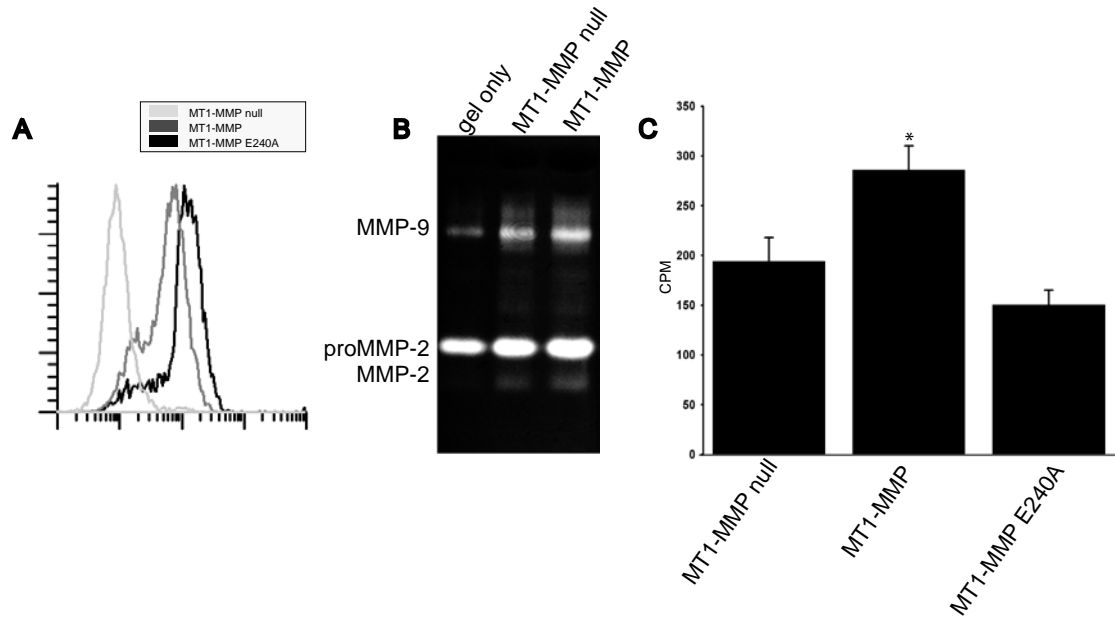 A
MT1-MMP null
MT1-MMP
MT1-MMP E240A
B
gel only
MT1-MMP null
MT1-MMP
MMP-9
proMMP-2
MMP-2
C
350
300
250
200
150
100
50
0
CPM
*
MT1-MMP null
MT1-MMP
MT1-MMP E240A